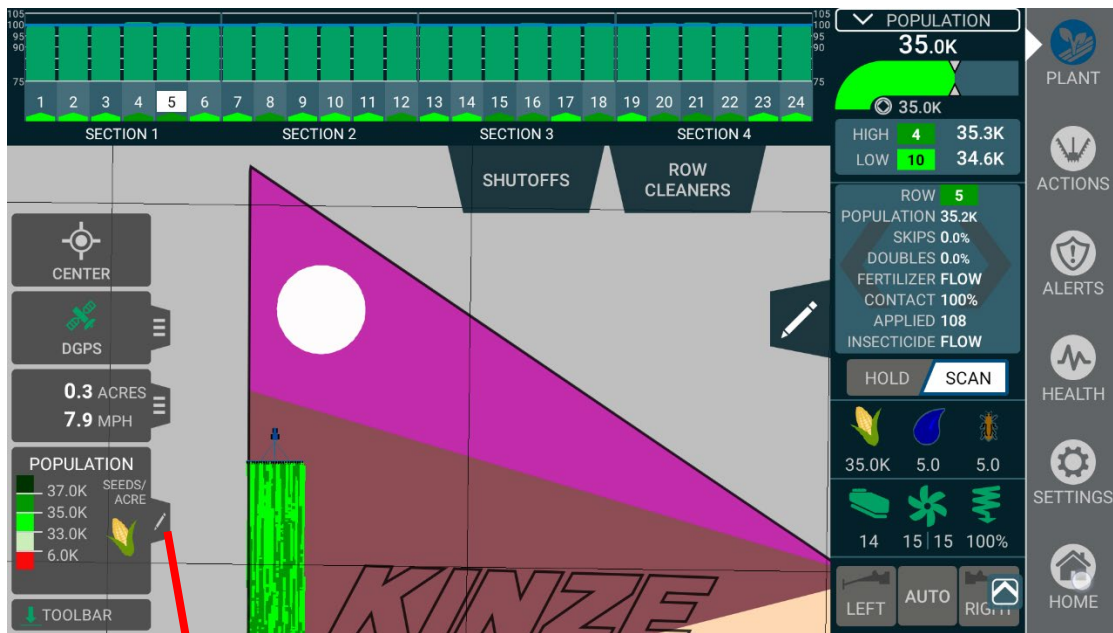 105
100
95
90
75
105
100
95
90
75
1 2 3 4 5 6 7 8 9 10 11 12 13 14 15 16 17 18 19 20 21 22 23 24
SECTION 1 SECTION 2 SECTION 3 SECTION 4
SHUTOFFS
ROW
CLEANERS
CENTER
DGPS
0.3 ACRES
7.9 MPH
POPULATION
SEEDS/
ACRE
37.0K
35.0K
33.0K
6.0K
TOOLBAR
KINZE
POPULATION
35.0K
35.0K
HIGH 4 35.3K
LOW 10 34.6K
ROW 5
POPULATION 35.2K
SKIPS 0.0%
DOUBLES 0.0%
FERTILIZER FLOW
CONTACT 100%
APPLIED 108
INSECTICIDE FLOW
HOLD SCAN
35.0K 5.0 5.0
14 15|15 100%
LEFT AUTO RIGHT
PLANT
ACTIONS
ALERTS
HEALTH
SETTINGS
HOME